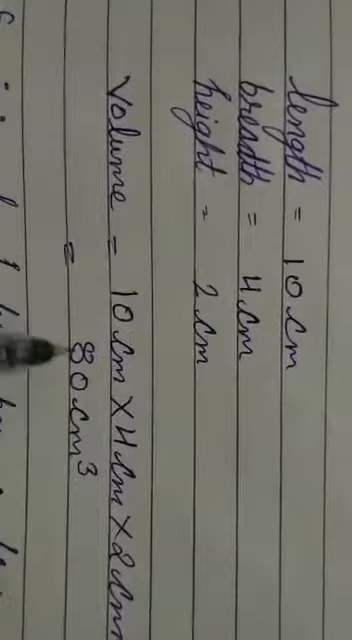 length = 10 cm
breadth = 4 cm
height - 2 cm
Volume = 10 cm × 4 cm × 2 cm
= 80 cm³